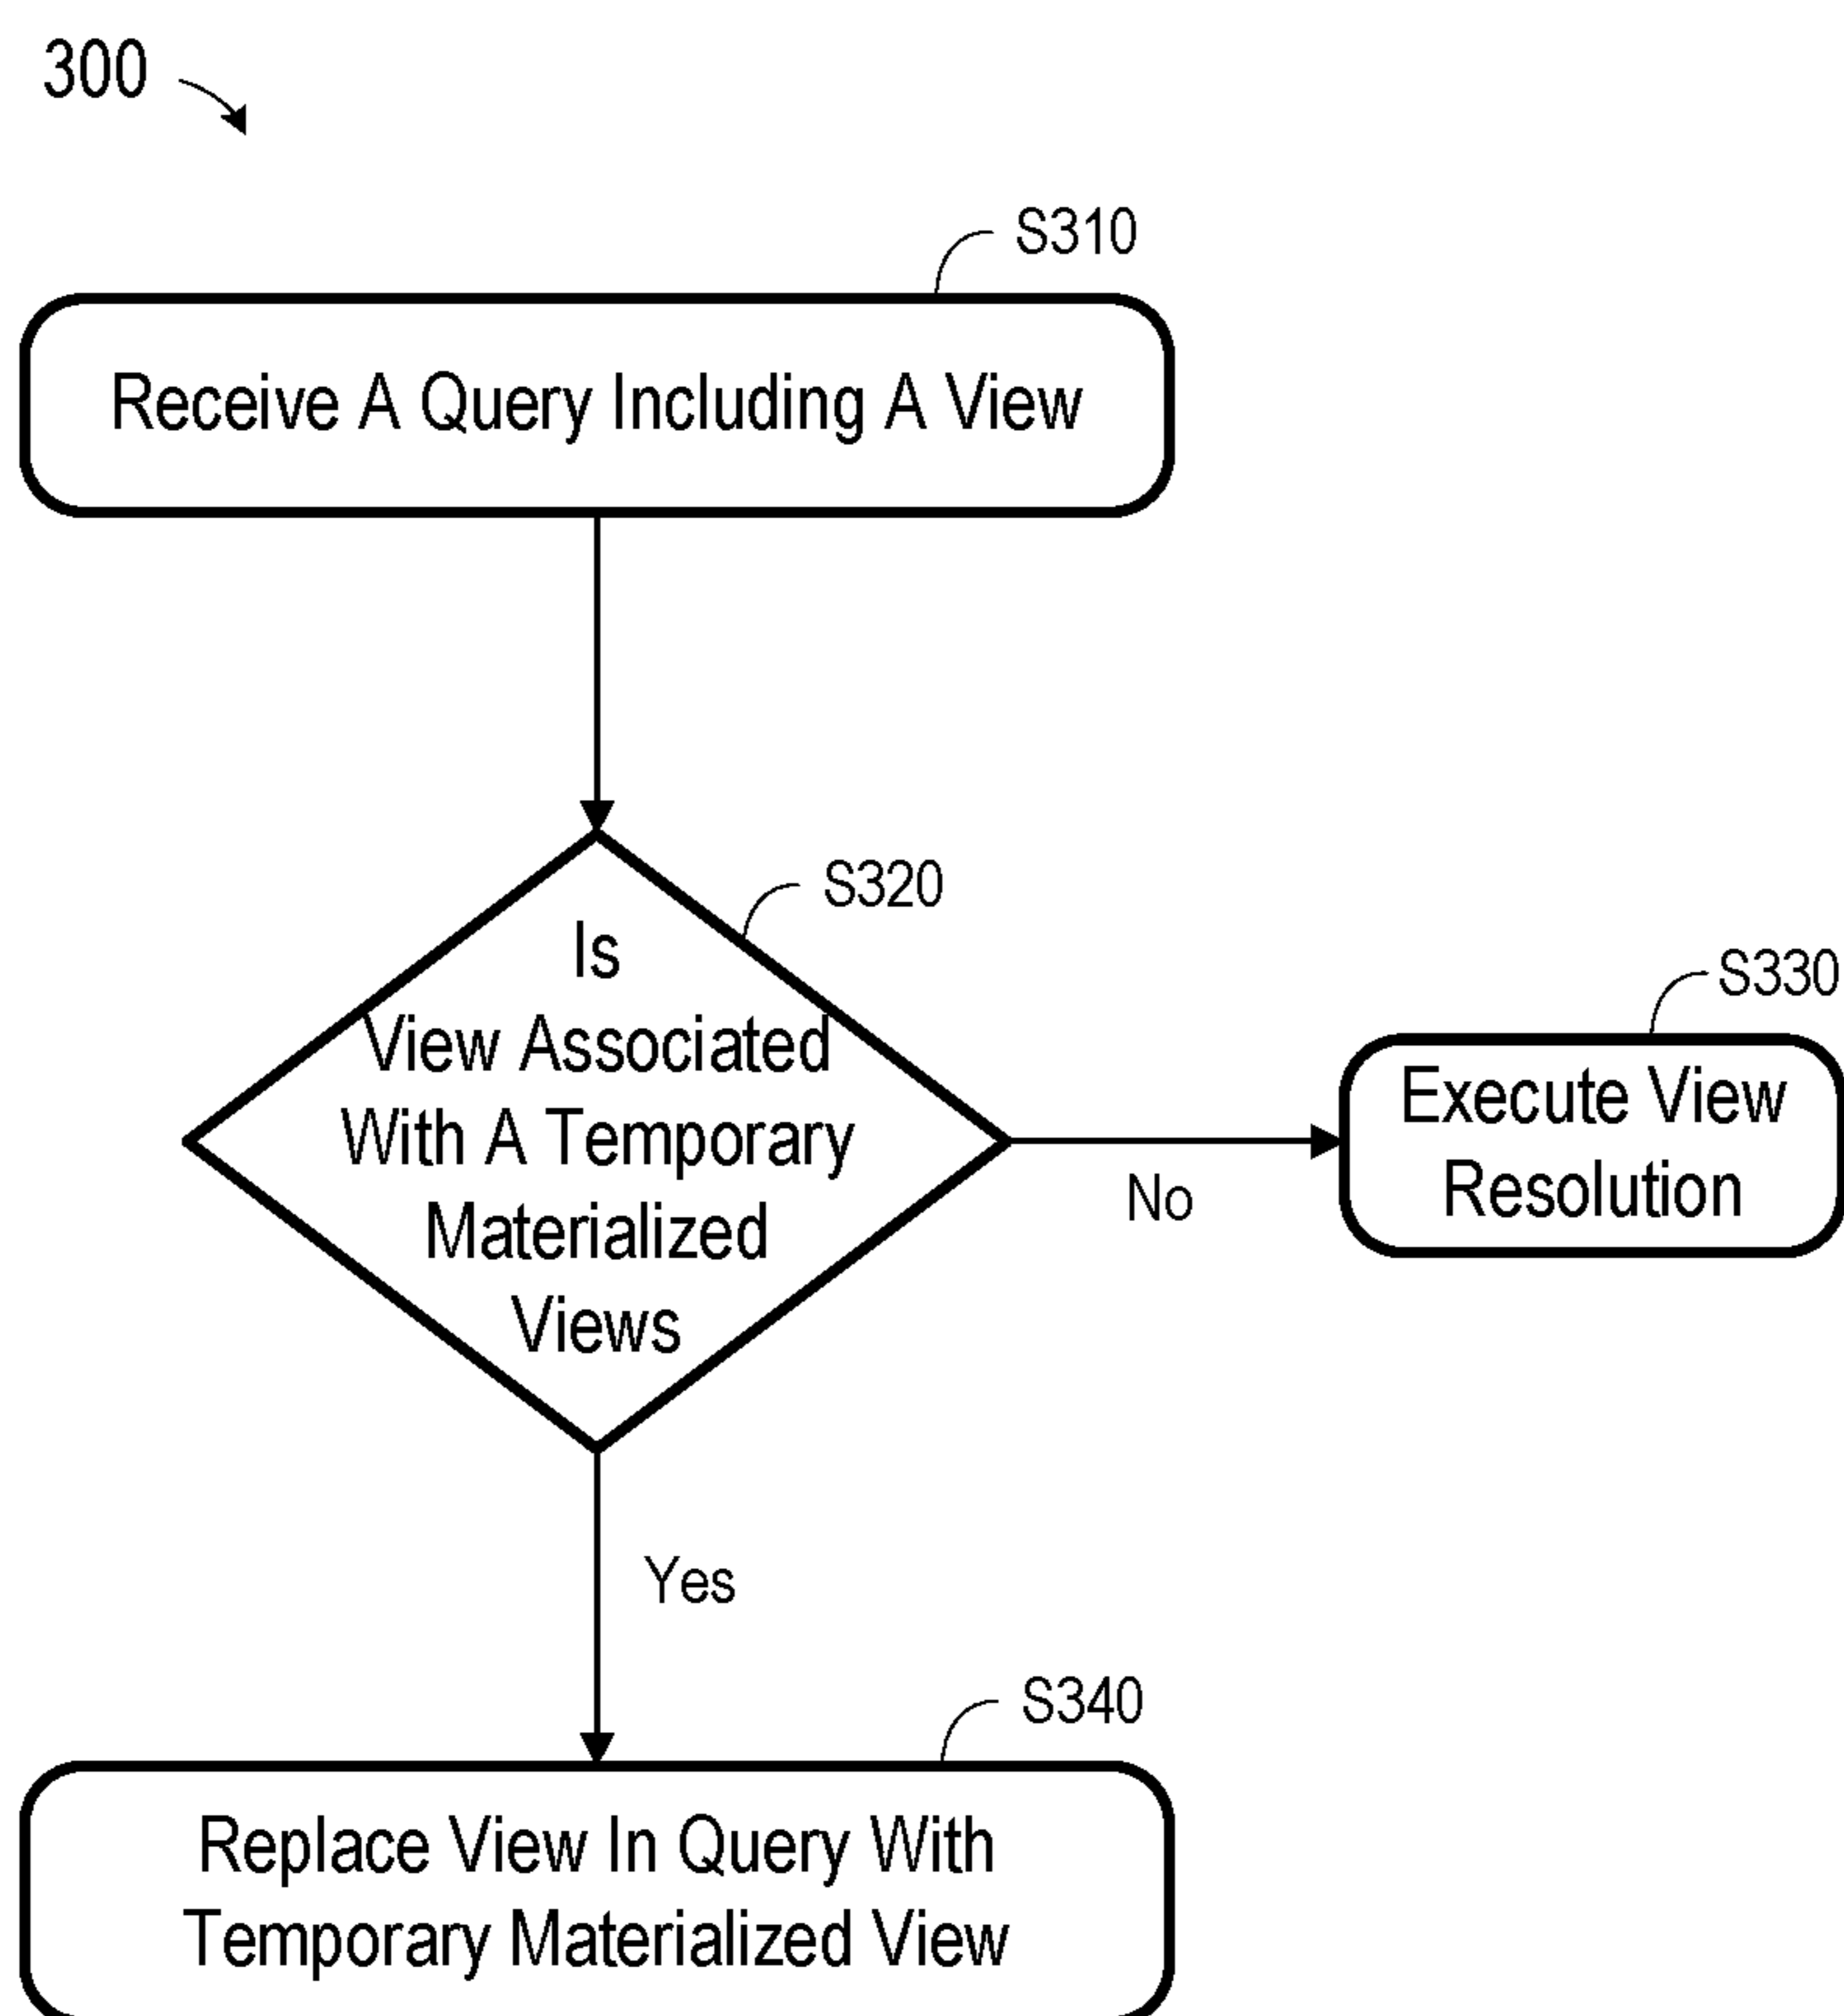 300
S310
Receive A Query Including A View
S320
Is
View Associated
With A Temporary
Materialized
Views
No
S330
Execute View
Resolution
Yes
S340
Replace View In Query With
Temporary Materialized View